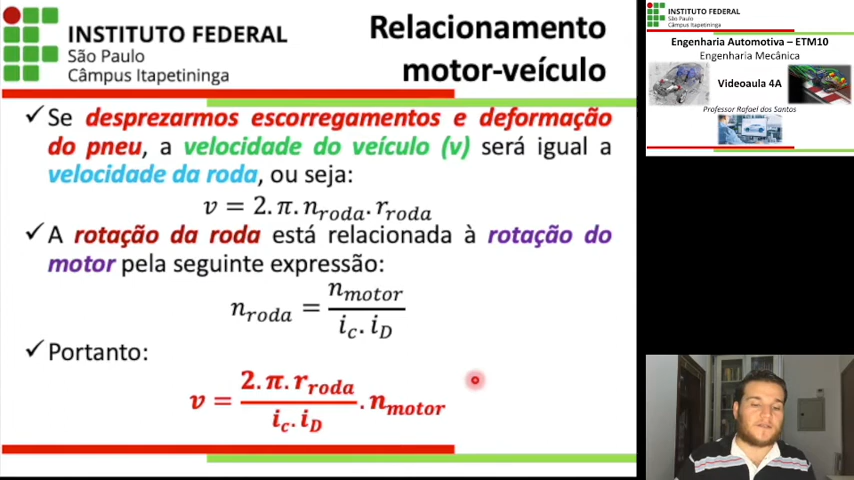 INSTITUTO FEDERAL
São Paulo
Câmpus Itapetininga
Relacionamento
motor-veículo
✓Se desprezarmos escorregamentos e deformação
do pneu, a velocidade do veículo (v) será igual a
velocidade da roda, ou seja:
v = 2.π.n_roda.r_roda
✓A rotação da roda está relacionada à rotação do
motor pela seguinte expressão:
n_roda = n_motor / i_c.i_D
✓Portanto:
v = 2.π.r_roda / i_c.i_D . n_motor
INSTITUTO FEDERAL
São Paulo
Câmpus Itapetininga
Engenharia Automotiva – ETM10
Engenharia Mecânica
Videoaula 4A
Professor Rafael dos Santos